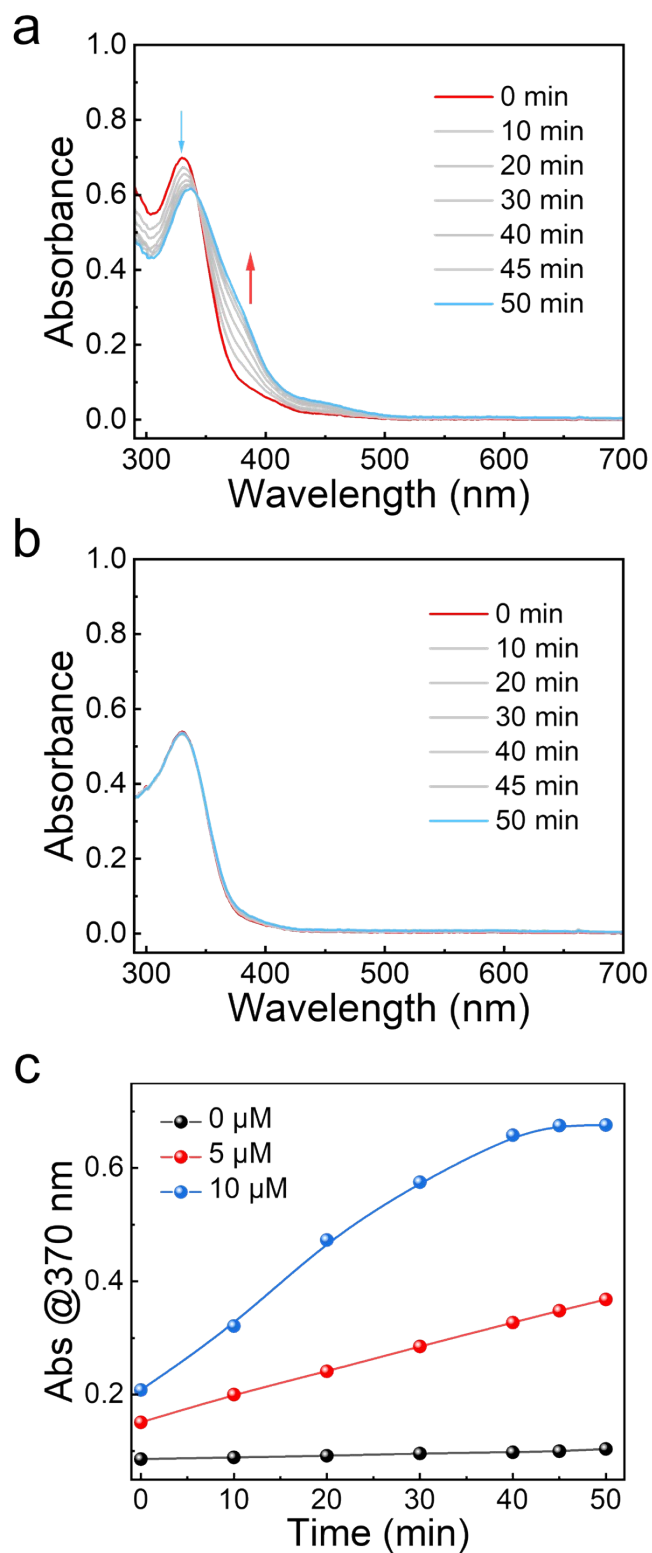 a
1.0
0.8
0.6
0.4
0.2
0.0
Absorbance
0 min
10 min
20 min
30 min
40 min
45 min
50 min
300 400 500 600 700
Wavelength (nm)
b
1.0
0.8
0.6
0.4
0.2
0.0
Absorbance
0 min
10 min
20 min
30 min
40 min
45 min
50 min
300 400 500 600 700
Wavelength (nm)
c
0.6
0.4
0.2
Abs @370 nm
0 µM
5 µM
10 µM
0 10 20 30 40 50
Time (min)